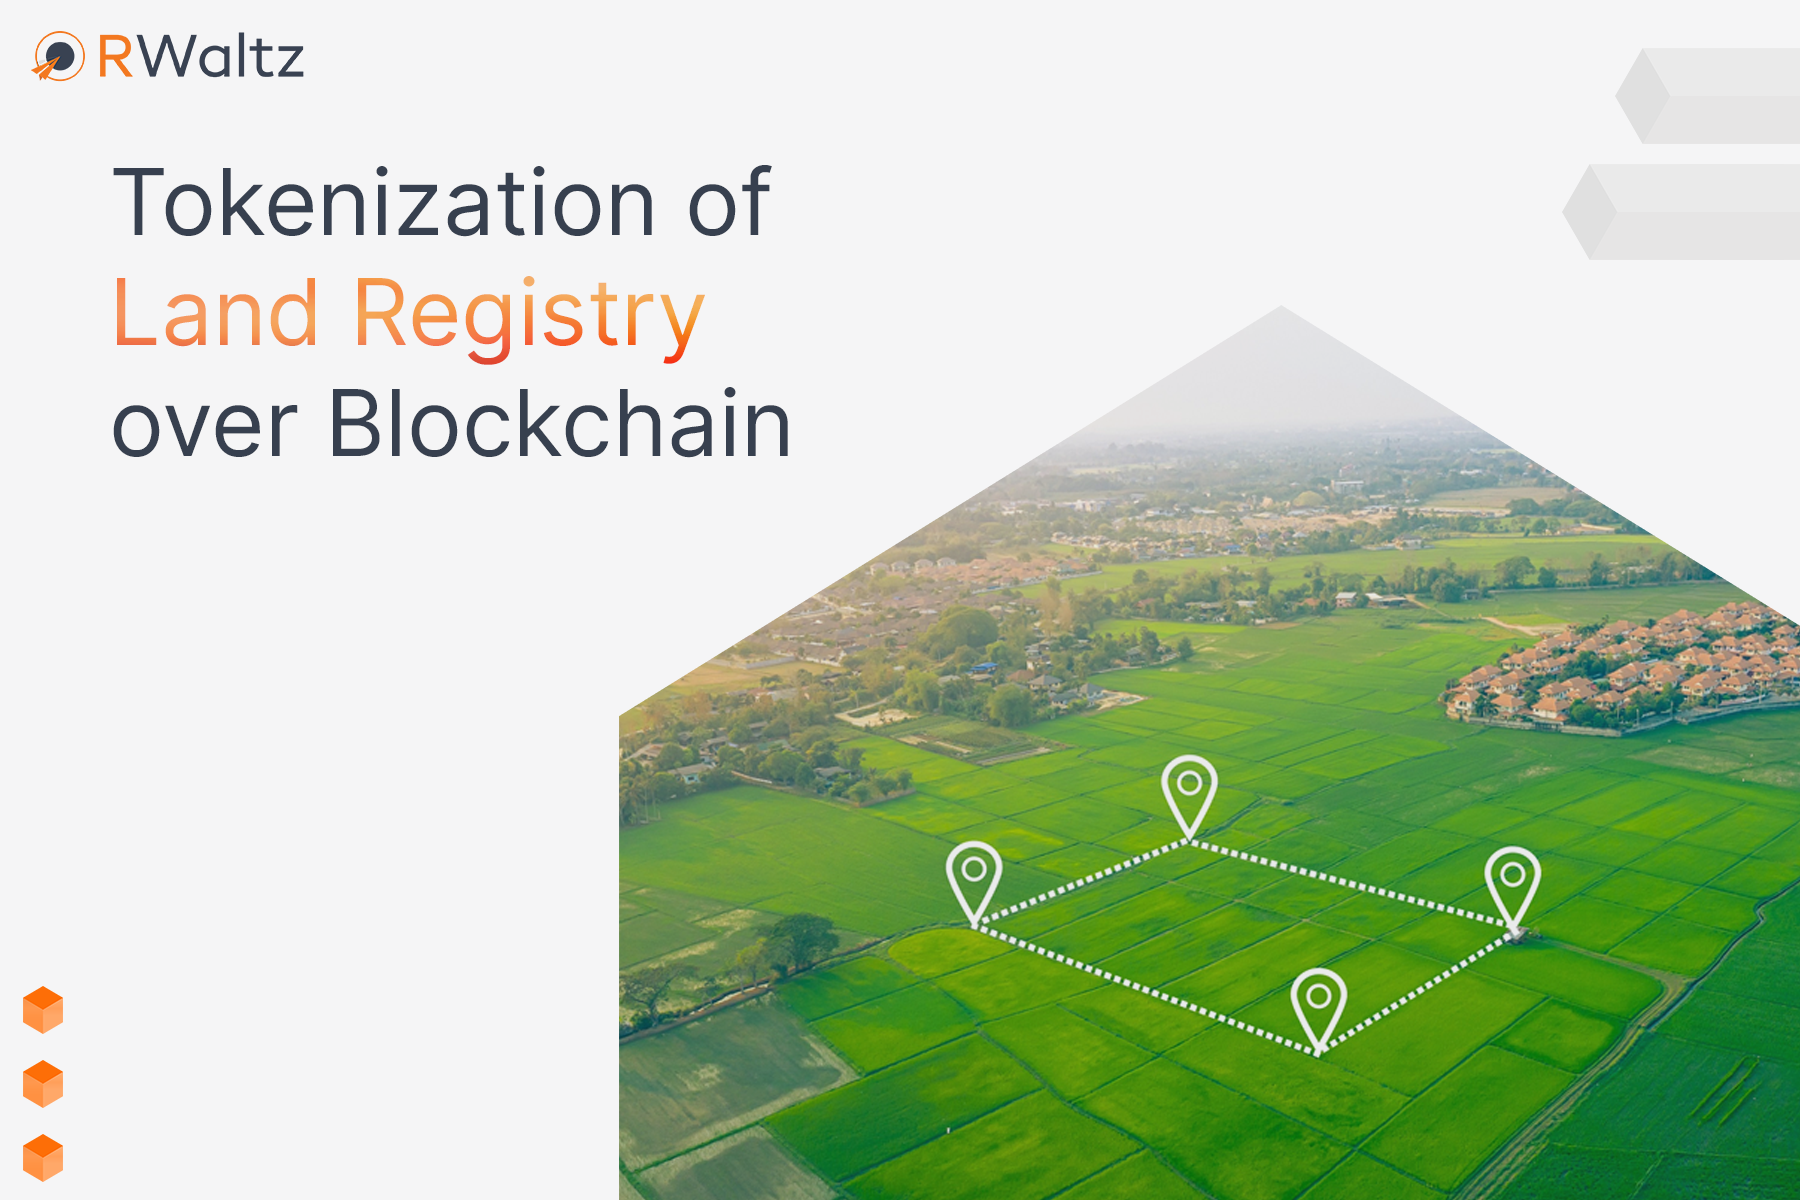 RWaltz
Tokenization of
Land Registry
over Blockchain